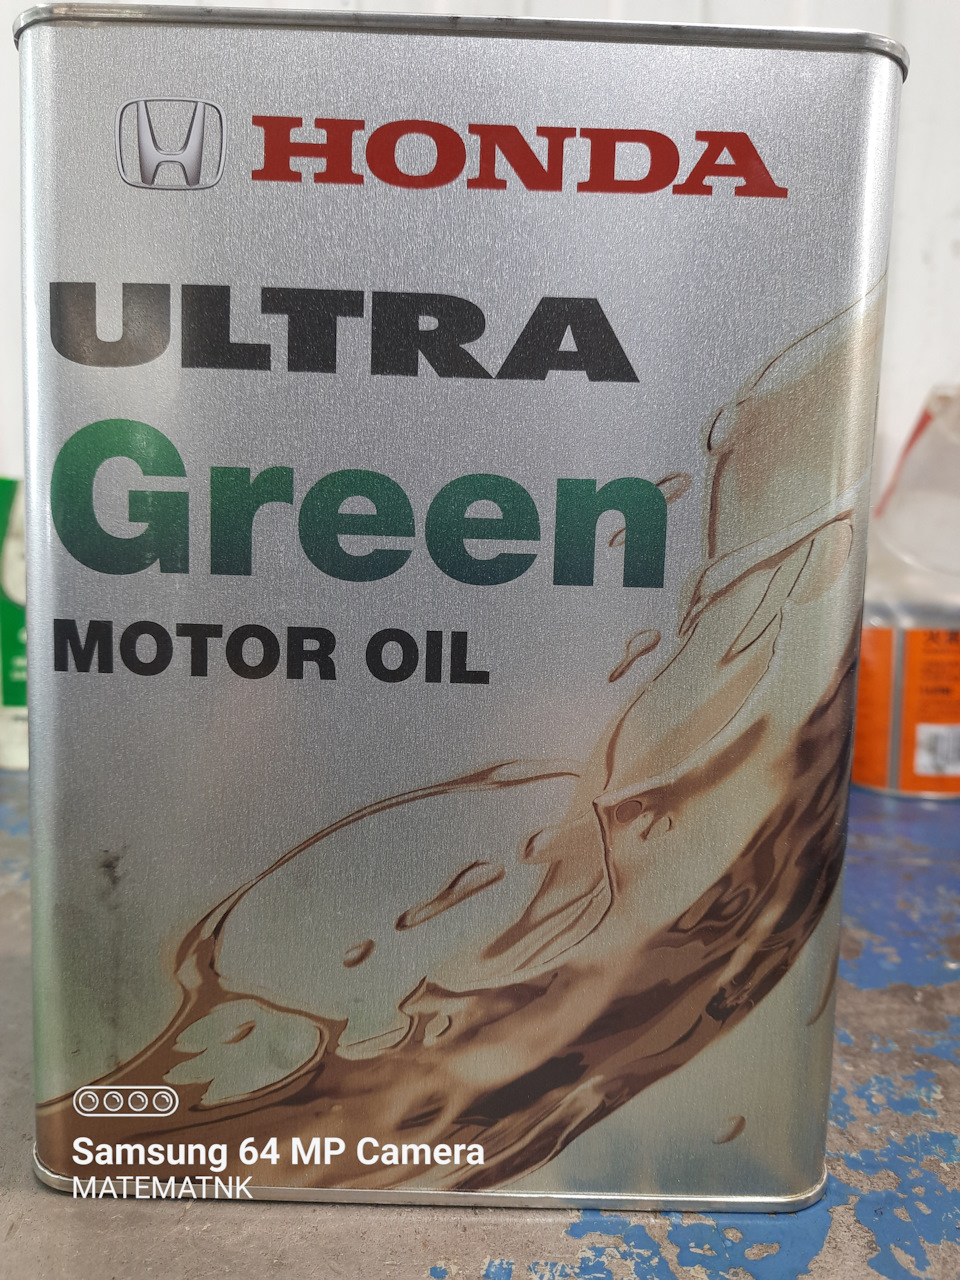 HONDA
ULTRA
Green
MOTOR OIL
Samsung 64 MP Camera
MATEMATNK